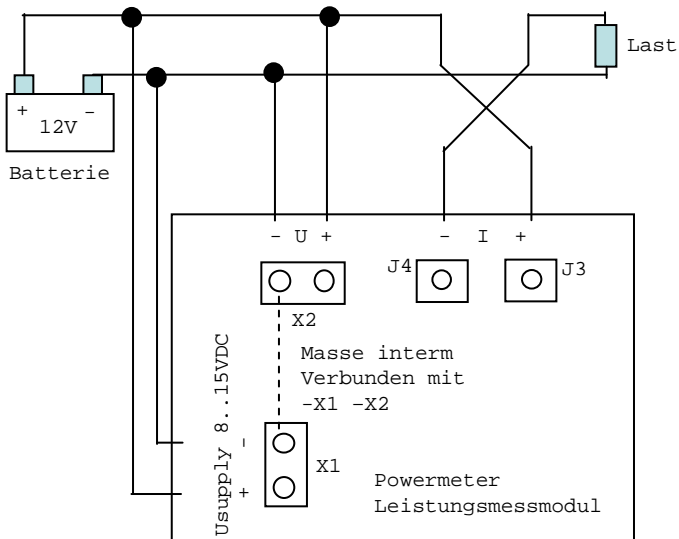 Last
+ -
12V
Batterie
- U +
- I +
J4
J3
X2
Masse interm
Verbunden mit
-X1 –X2
Usupply 8..15VDC
-
+
X1
Powermeter
Leistungsmessmodul